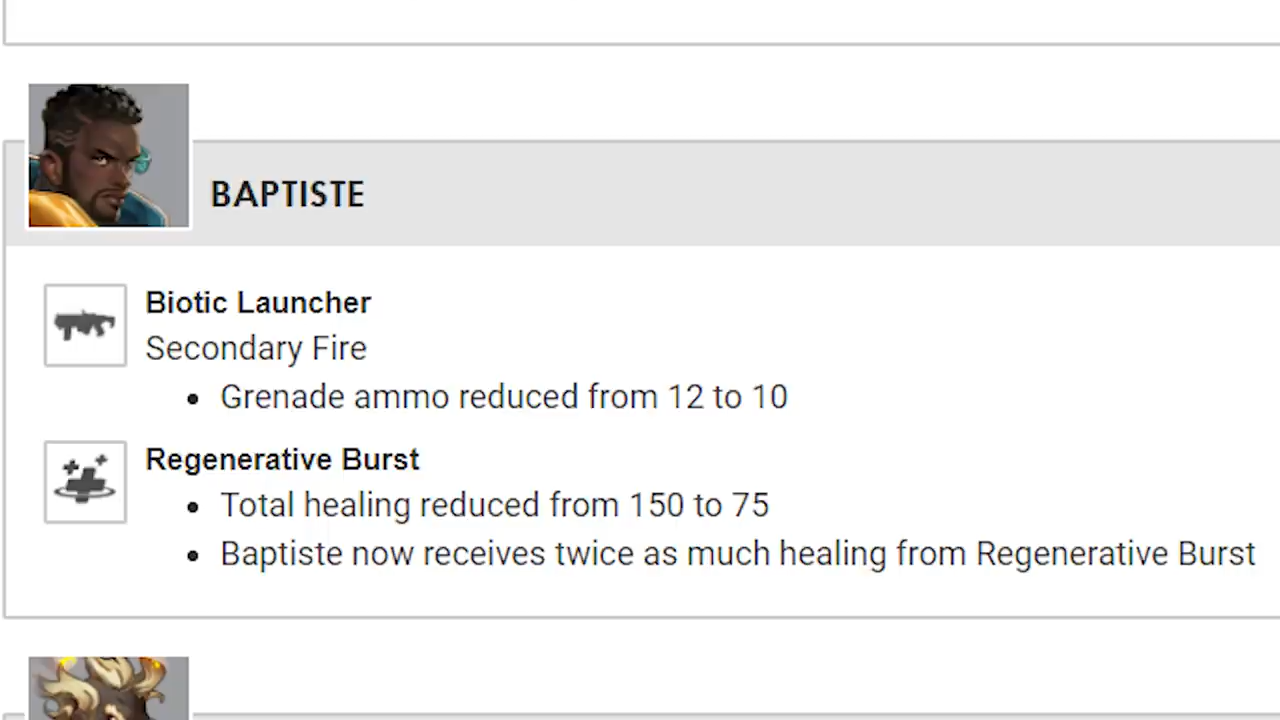 BAPTISTE
Biotic Launcher
Secondary Fire
Grenade ammo reduced from 12 to 10
Regenerative Burst
Total healing reduced from 150 to 75
Baptiste now receives twice as much healing from Regenerative Burst